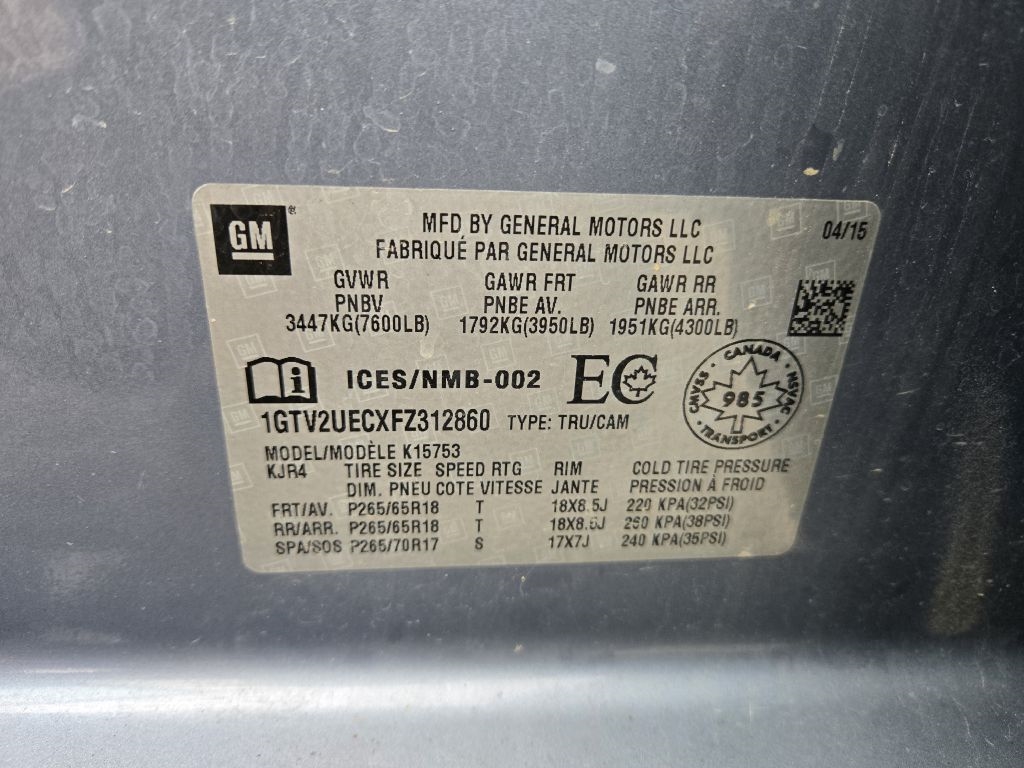 GM
MFD BY GENERAL MOTORS LLC
04/15
FABRIQUÉ PAR GENERAL MOTORS LLC
GVWR GAWR FRT GAWR RR
PNBV PNBE AV. PNBE ARR.
3447KG(7600LB) 1792KG(3950LB) 1951KG(4300LB)
i ICES/NMB-002 EC
CANADA
CMVSS 985 NSVAC
TRANSPORT
1GTV2UECXFZ312860 TYPE: TRU/CAM
MODEL/MODÈLE K15753
KJR4 TIRE SIZE SPEED RTG RIM COLD TIRE PRESSURE
DIM. PNEU COTE VITESSE JANTE PRESSION À FROID
FRT/AV. P265/65R18 T 18X8.5J 220 KPA(32PSI)
RR/ARR. P265/65R18 T 18X8.5J 260 KPA(38PSI)
SPA/SOS P265/70R17 S 17X7J 240 KPA(35PSI)